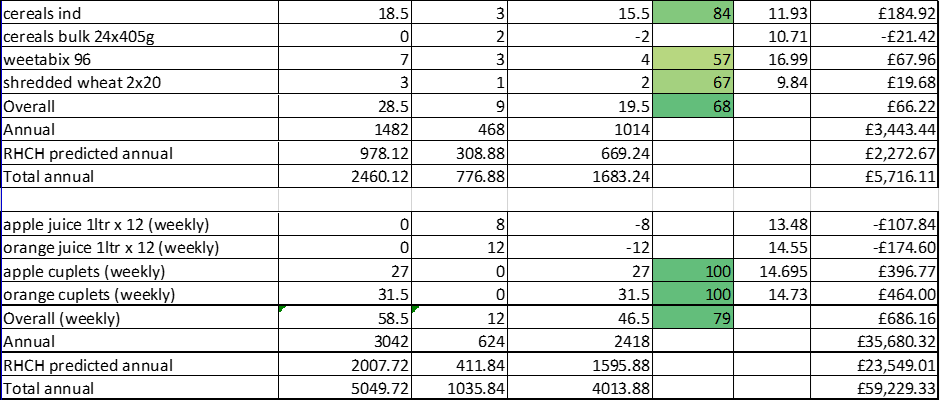 cereals ind 18.5 3 15.5 84 11.93 £184.92
cereals bulk 24x405g 0 2 -2 10.71 -£21.42
weetabix 96 7 3 4 57 16.99 £67.96
shredded wheat 2x20 3 1 2 67 9.84 £19.68
Overall 28.5 9 19.5 68 £66.22
Annual 1482 468 1014 £3,443.44
RHCH predicted annual 978.12 308.88 669.24 £2,272.67
Total annual 2460.12 776.88 1683.24 £5,716.11
apple juice 1ltr x 12 (weekly) 0 8 -8 13.48 -£107.84
orange juice 1ltr x 12 (weekly) 0 12 -12 14.55 -£174.60
apple cuplets (weekly) 27 0 27 100 14.695 £396.77
orange cuplets (weekly) 31.5 0 31.5 100 14.73 £464.00
Overall (weekly) 58.5 12 46.5 79 £686.16
Annual 3042 624 2418 £35,680.32
RHCH predicted annual 2007.72 411.84 1595.88 £23,549.01
Total annual 5049.72 1035.84 4013.88 £59,229.33